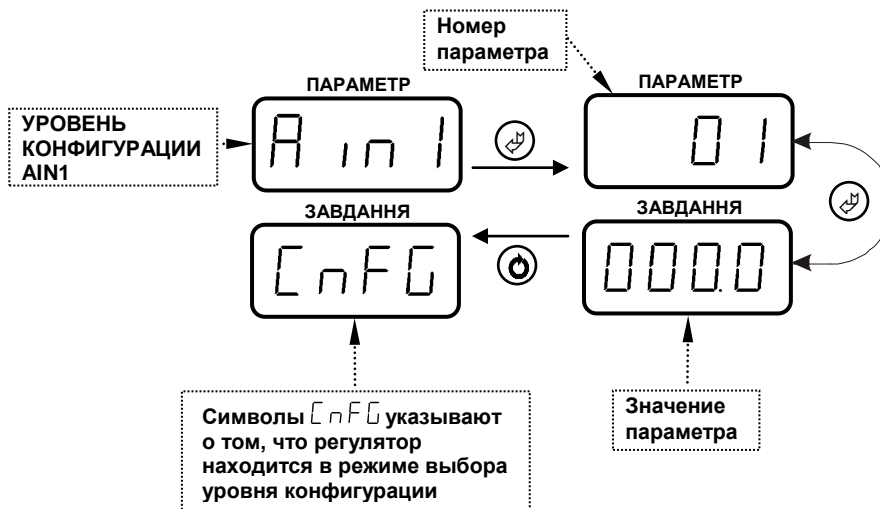 Номер
параметра
ПАРАМЕТР
ПАРАМЕТР
УРОВЕНЬ
КОНФИГУРАЦИИ
AIN1
A in1
01
ЗАВДАННЯ
ЗАВДАННЯ
CnFG
000.0
Символы CnFG указывают
о том, что регулятор
находится в режиме выбора
уровня конфигурации
Значение
параметра